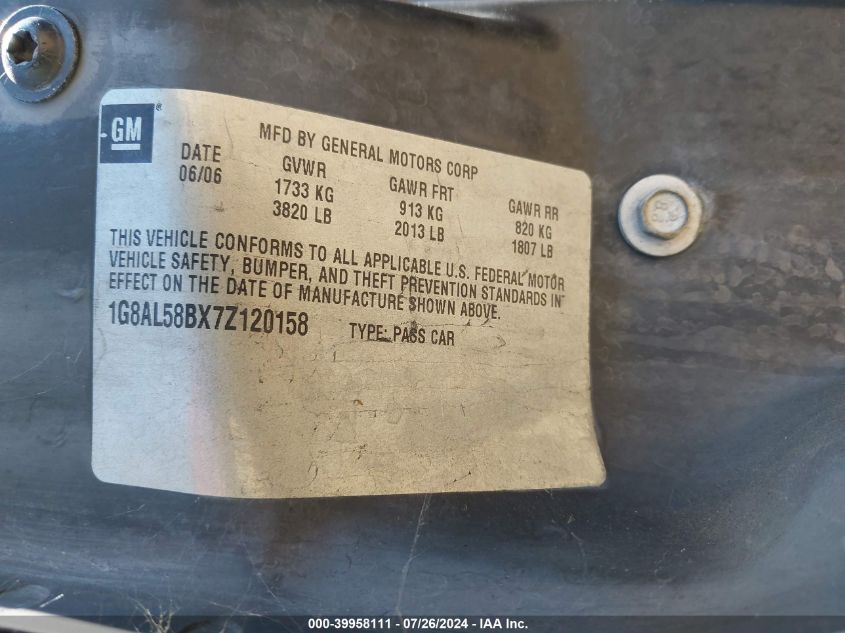 GM®
MFD BY GENERAL MOTORS CORP
DATE 06/06
GVWR 1733 KG 3820 LB
GAWR FRT 913 KG 2013 LB
GAWR RR 820 KG 1807 LB
THIS VEHICLE CONFORMS TO ALL APPLICABLE U.S. FEDERAL MOTOR
VEHICLE SAFETY, BUMPER, AND THEFT PREVENTION STANDARDS IN
EFFECT ON THE DATE OF MANUFACTURE SHOWN ABOVE.
1G8AL58BX7Z120158 TYPE: PASS CAR
000-39958111 - 07/26/2024 - IAA Inc.